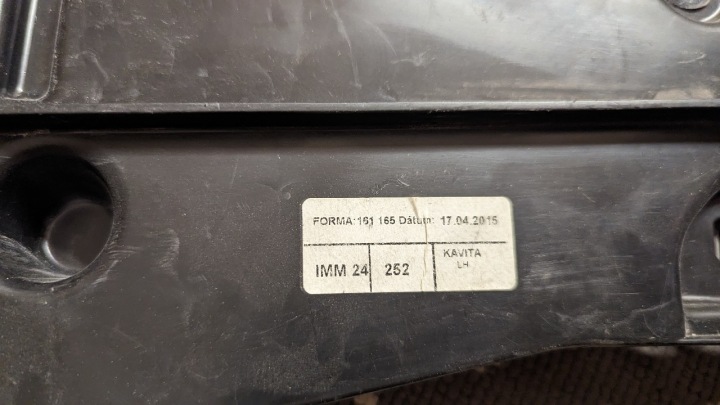 FORMA: 161 165 Dátum: 17.04.2015
IMM 24 252 KAVITA
LH